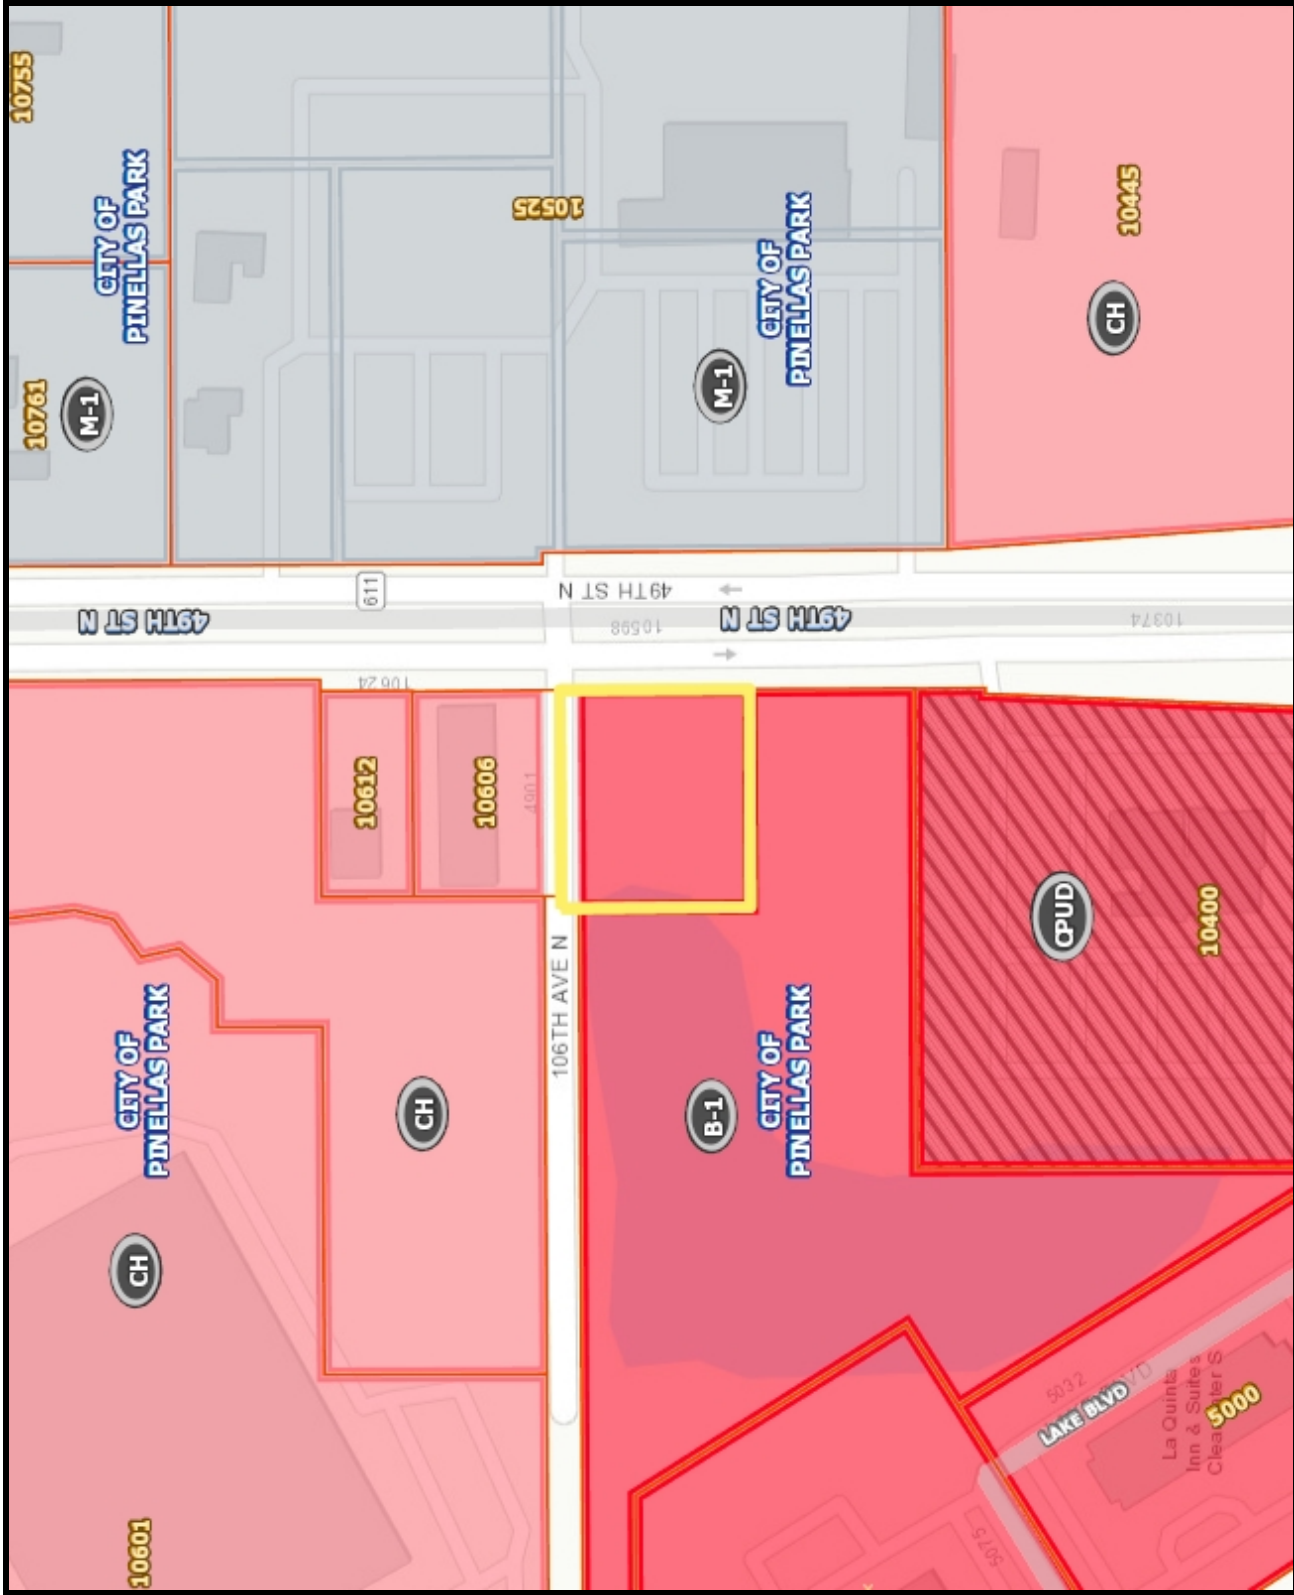 10755
CITY OF
PINELLAS PARK
10761
M-1
10525
CITY OF
PINELLAS PARK
M-1
10445
CH
611
49TH ST N
49TH ST N
49TH ST N
10598
10374
10624
10612
10606
4901
106TH AVE N
CITY OF
PINELLAS PARK
CH
CH
10601
B-1
CITY OF
PINELLAS PARK
CPUD
10400
5032
LAKE BLVD
La Quinta
Inn & Suites
5000
5075